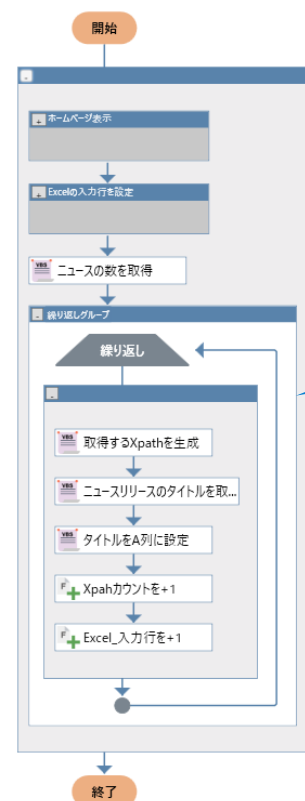 開始
ホームページ表示
Excelの入力行を設定
VBS
ニュースの数を取得
繰り返しグループ
繰り返し
VBS
取得するXpathを生成
VBS
ニュースリリースのタイトルを取...
VBS
タイトルをA列に設定
F
Xpahカウントを+1
F
Excel_入力行を+1
終了